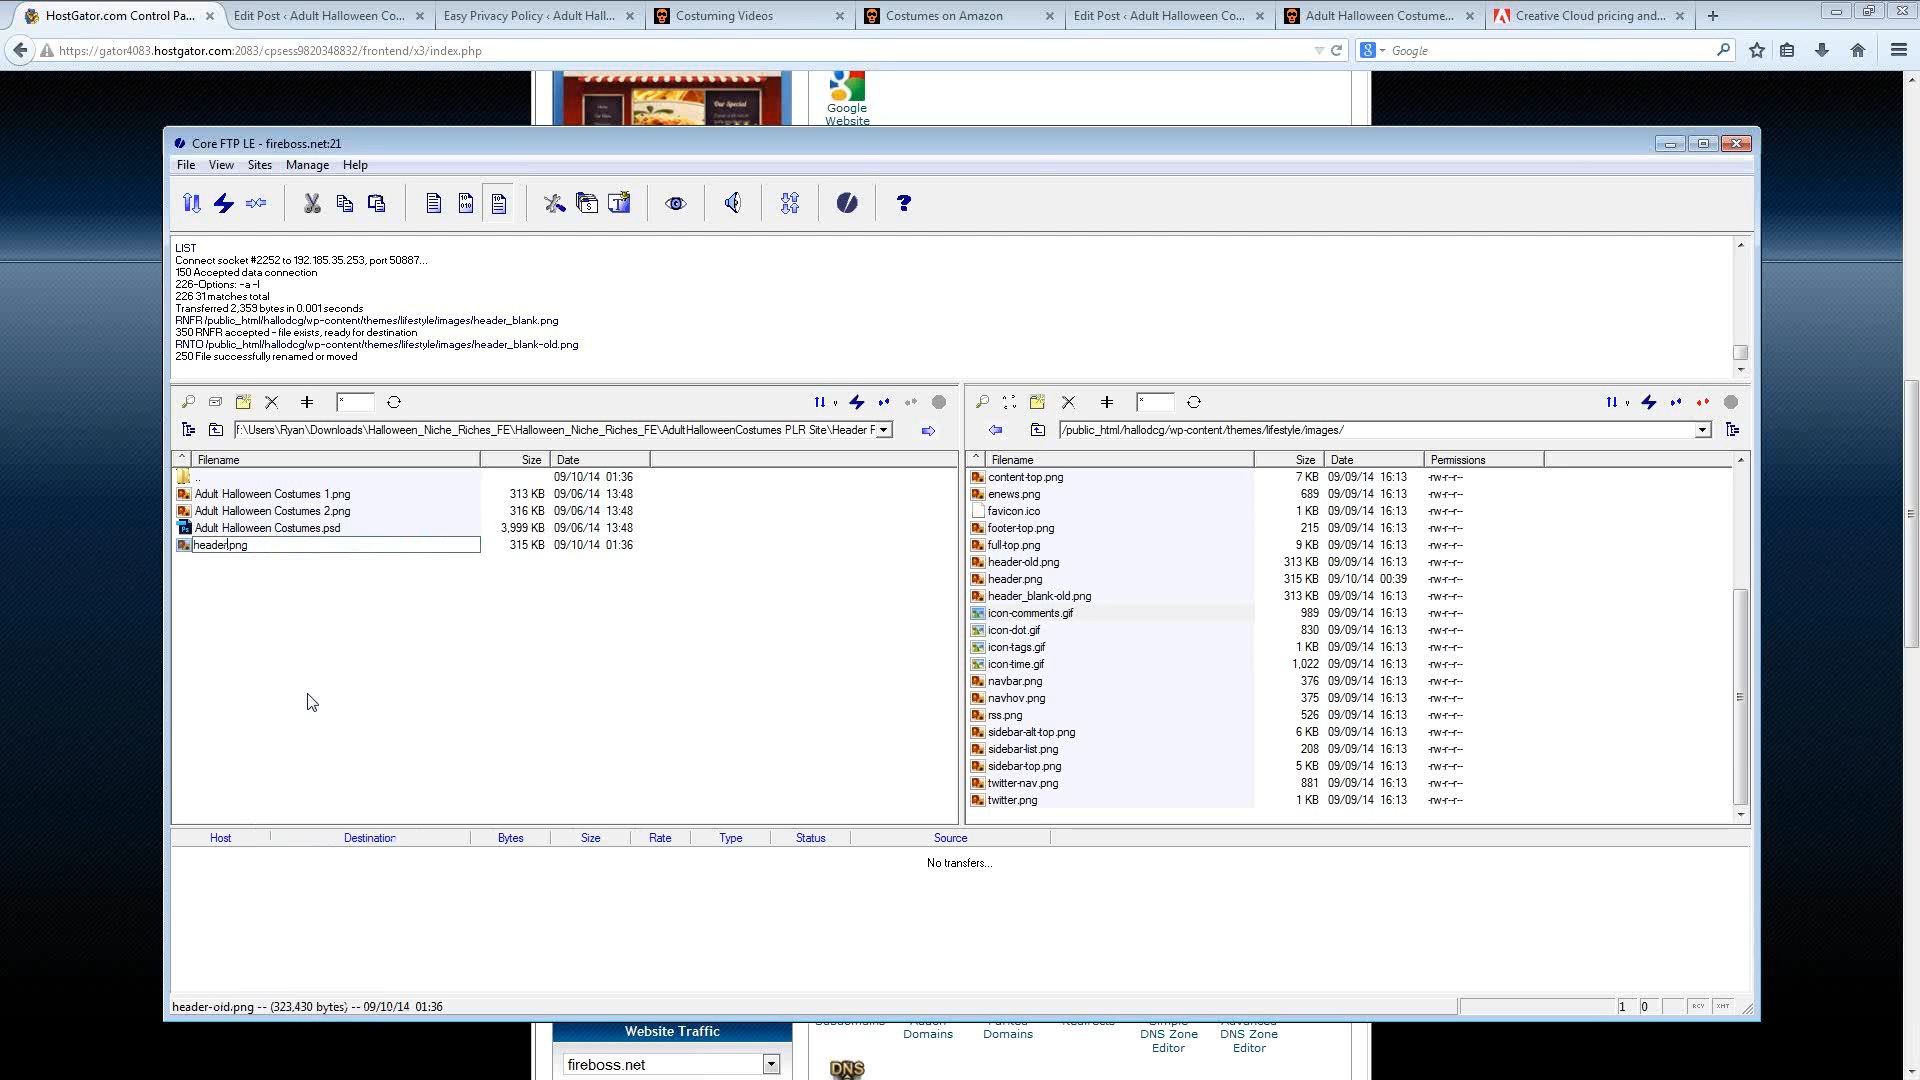 HostGator.com Control Pa...
Edit Post ‹ Adult Halloween Co...
Easy Privacy Policy ‹ Adult Hall...
Costuming Videos
Costumes on Amazon
Edit Post ‹ Adult Halloween Co...
Adult Halloween Costume...
Creative Cloud pricing and...
https://gator4083.hostgator.com:2083/cpsess9820348832/frontend/x3/index.php
Google
Our Special
Google
Website
Core FTP LE - fireboss.net:21
File View Sites Manage Help
LIST
Connect socket #2252 to 192.185.35.253, port 50887...
150 Accepted data connection
226-Options: -a -l
226 31 matches total
Transferred 2,359 bytes in 0.001 seconds
RNFR /public_html/hallodcg/wp-content/themes/lifestyle/images/header_blank.png
350 RNFR accepted - file exists, ready for destination
RNTO /public_html/hallodcg/wp-content/themes/lifestyle/images/header_blank-old.png
250 File successfully renamed or moved
f:\Users\Ryan\Downloads\Halloween_Niche_Riches_FE\Halloween_Niche_Riches_FE\AdultHalloweenCostumes PLR Site\Header F
/public_html/hallodcg/wp-content/themes/lifestyle/images/
Filename Size Date
.. 09/10/14 01:36
Adult Halloween Costumes 1.png 313 KB 09/06/14 13:48
Adult Halloween Costumes 2.png 316 KB 09/06/14 13:48
Adult Halloween Costumes.psd 3,999 KB 09/06/14 13:48
header.png 315 KB 09/10/14 01:36
Filename Size Date Permissions
content-top.png 7 KB 09/09/14 16:13 -rw-r--r--
enews.png 689 09/09/14 16:13 -rw-r--r--
favicon.ico 1 KB 09/09/14 16:13 -rw-r--r--
footer-top.png 215 09/09/14 16:13 -rw-r--r--
full-top.png 9 KB 09/09/14 16:13 -rw-r--r--
header-old.png 313 KB 09/09/14 16:13 -rw-r--r--
header.png 315 KB 09/10/14 00:39 -rw-r--r--
header_blank-old.png 313 KB 09/09/14 16:13 -rw-r--r--
icon-comments.gif 989 09/09/14 16:13 -rw-r--r--
icon-dot.gif 830 09/09/14 16:13 -rw-r--r--
icon-tags.gif 1 KB 09/09/14 16:13 -rw-r--r--
icon-time.gif 1,022 09/09/14 16:13 -rw-r--r--
navbar.png 376 09/09/14 16:13 -rw-r--r--
navhov.png 375 09/09/14 16:13 -rw-r--r--
rss.png 526 09/09/14 16:13 -rw-r--r--
sidebar-alt-top.png 6 KB 09/09/14 16:13 -rw-r--r--
sidebar-list.png 208 09/09/14 16:13 -rw-r--r--
sidebar-top.png 5 KB 09/09/14 16:13 -rw-r--r--
twitter-nav.png 881 09/09/14 16:13 -rw-r--r--
twitter.png 1 KB 09/09/14 16:13 -rw-r--r--
Host Destination Bytes Size Rate Type Status Source
No transfers...
header-old.png -- (323,430 bytes) -- 09/10/14 01:36
1 0 RCV XMT
Website Traffic
fireboss.net
Subdomains
Addon
Domains
Parked
Domains
Redirects
Simple
DNS Zone
Editor
Advanced
DNS Zone
Editor
DNS